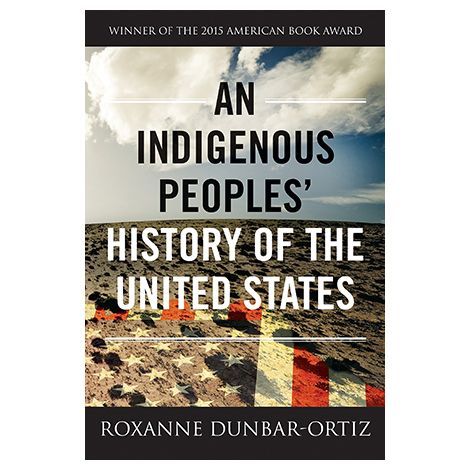 WINNER OF THE 2015 AMERICAN BOOK AWARD
AN
INDIGENOUS
PEOPLES’
HISTORY OF THE
UNITED STATES
ROXANNE DUNBAR-ORTIZ